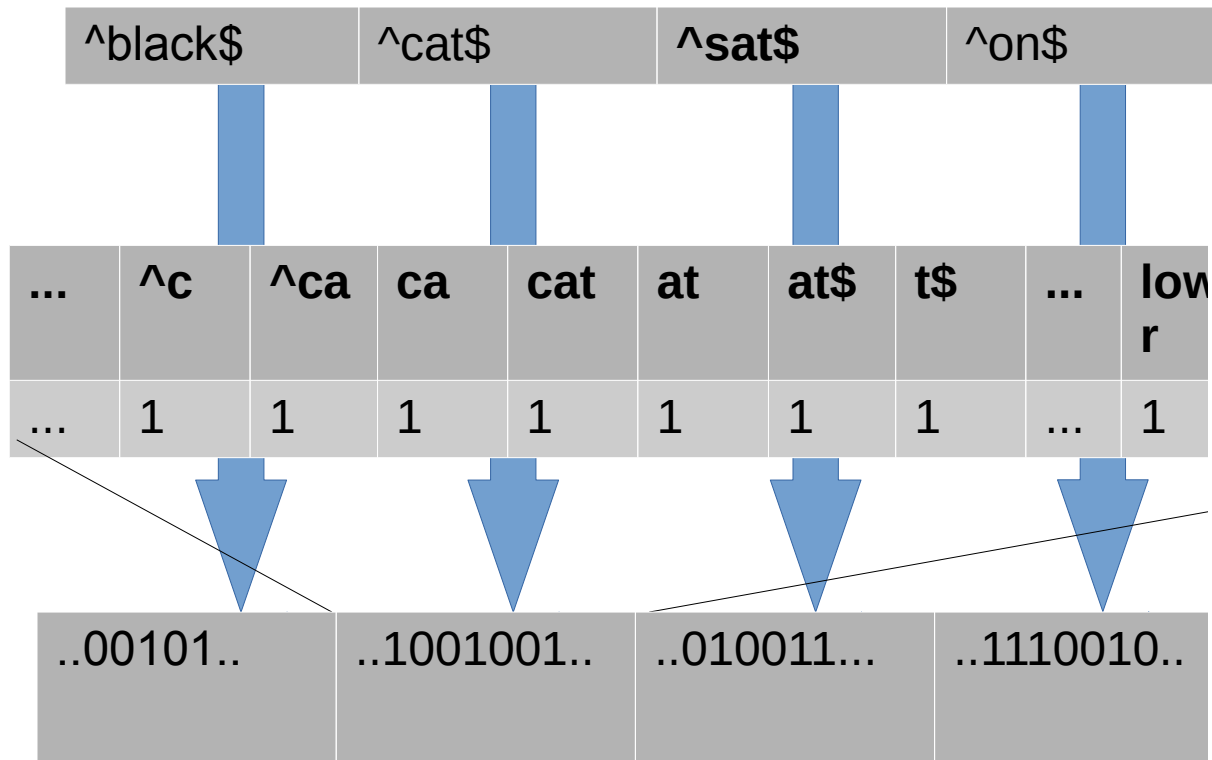 ^black$ ^cat$ ^sat$ ^on$
... ^c ^ca ca cat at at$ t$ ... low
r
... 1 1 1 1 1 1 1 ... 1
..00101.. ..1001001.. ..010011... ..1110010..